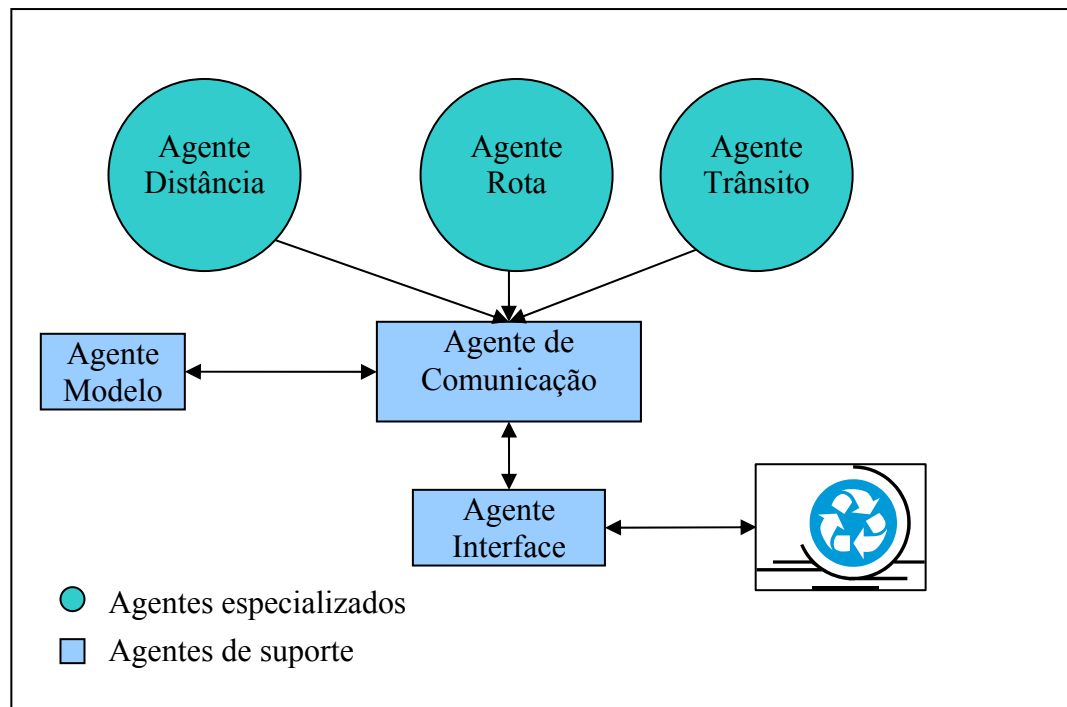 Agente
Distância
Agente
Rota
Agente
Trânsito
Agente
Modelo
Agente de
Comunicação
Agente
Interface
Agentes especializados
Agentes de suporte